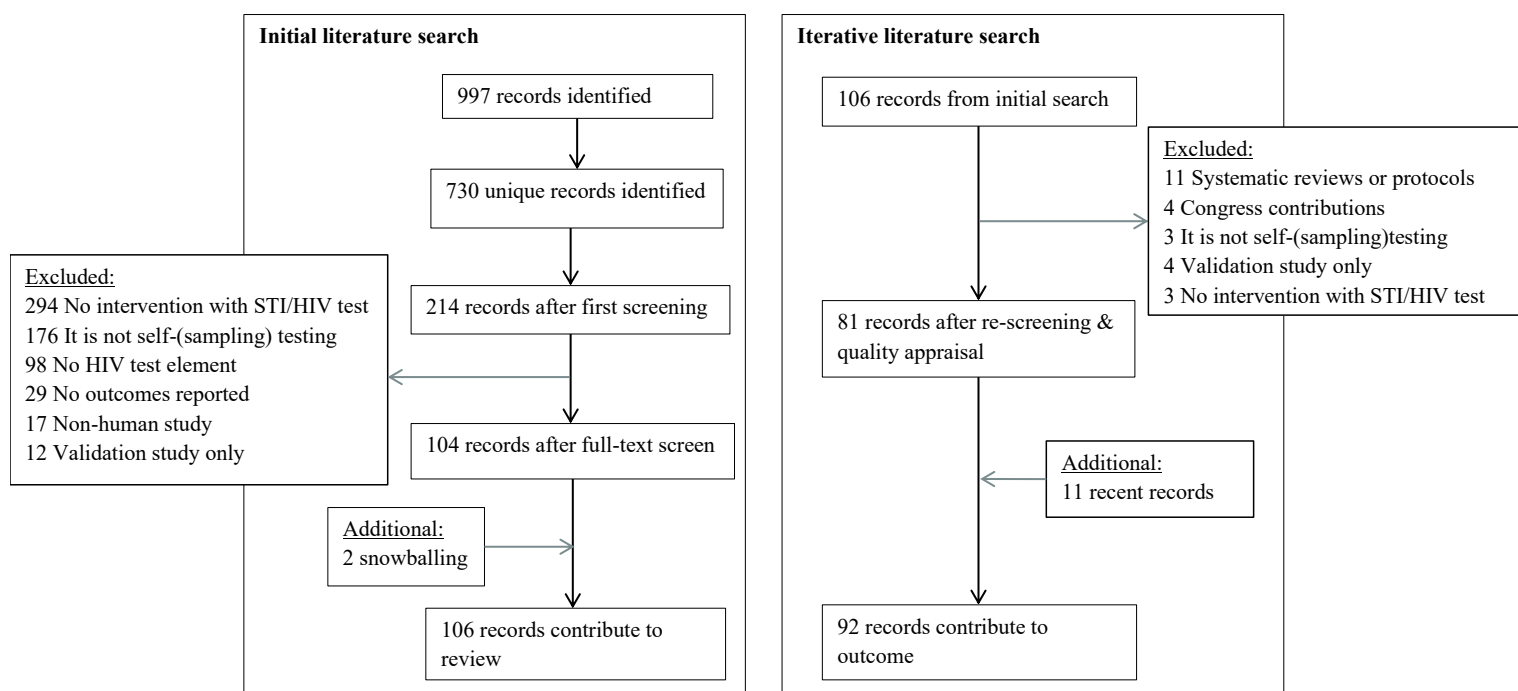 Initial literature search
997 records identified
730 unique records identified
214 records after first screening
Excluded:
294 No intervention with STI/HIV test
176 It is not self-(sampling) testing
98 No HIV test element
29 No outcomes reported
17 Non-human study
12 Validation study only
104 records after full-text screen
Additional:
2 snowballing
106 records contribute to
review
Iterative literature search
106 records from initial search
Excluded:
11 Systematic reviews or protocols
4 Congress contributions
3 It is not self-(sampling)testing
4 Validation study only
3 No intervention with STI/HIV test
81 records after re-screening &
quality appraisal
Additional:
11 recent records
92 records contribute to
outcome